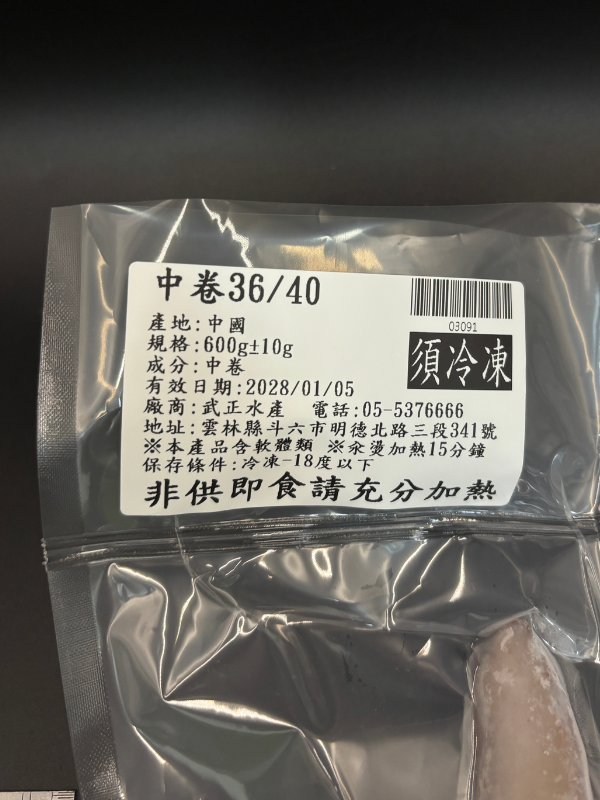 中卷36/40
03091
須冷凍
產地:中國
規格:600g±10g
成分:中卷
有效日期:2028/01/05
廠商:武正水產 電話:05-5376666
地址:雲林縣斗六市明德北路三段341號
※本產品含軟體類 ※汆燙加熱15分鐘
保存條件:冷凍-18度以下
非供即食請充分加熱